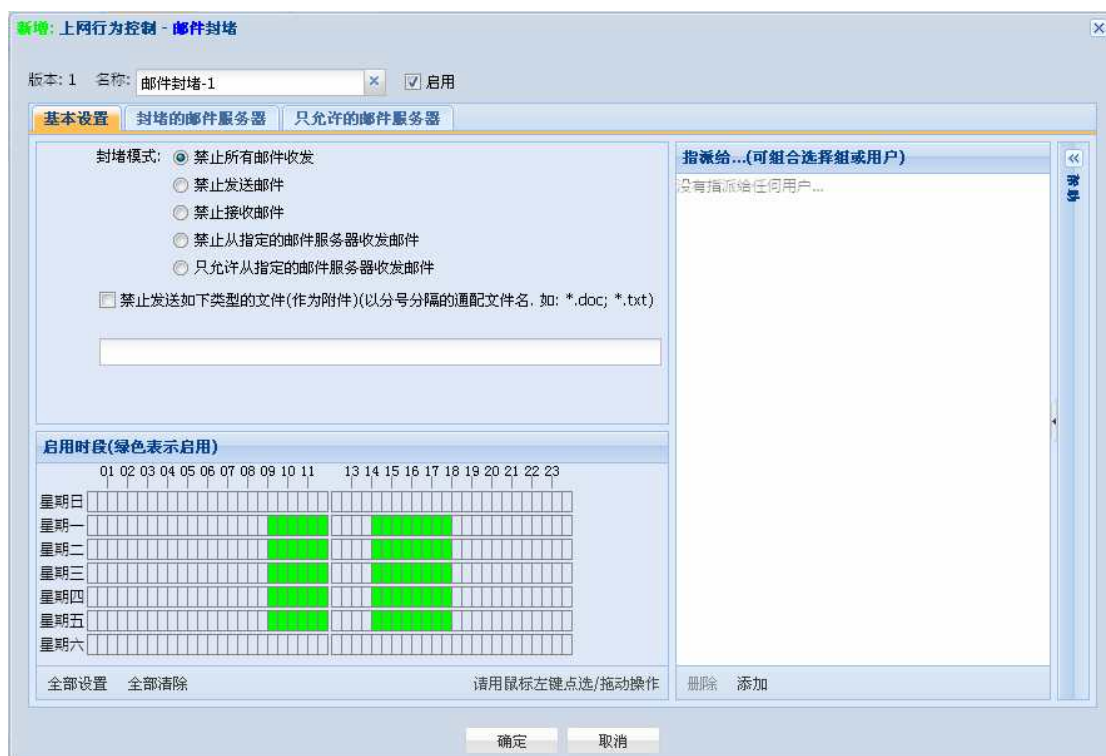 新增: 上网行为控制 - 邮件封堵
版本: 1 名称: 邮件封堵-1 启用
基本设置 封堵的邮件服务器 只允许的邮件服务器
封堵模式: 禁止所有邮件收发
禁止发送邮件
禁止接收邮件
禁止从指定的邮件服务器收发邮件
只允许从指定的邮件服务器收发邮件
禁止发送如下类型的文件(作为附件)(以分号分隔的通配文件名. 如: *.doc; *.txt)
指派给...(可组合选择组或用户)
没有指派给任何用户...
帮助
启用时段(绿色表示启用)
01 02 03 04 05 06 07 08 09 10 11 13 14 15 16 17 18 19 20 21 22 23
星期日
星期一
星期二
星期三
星期四
星期五
星期六
全部设置 全部清除 请用鼠标左键点选/拖动操作
删除 添加
确定 取消